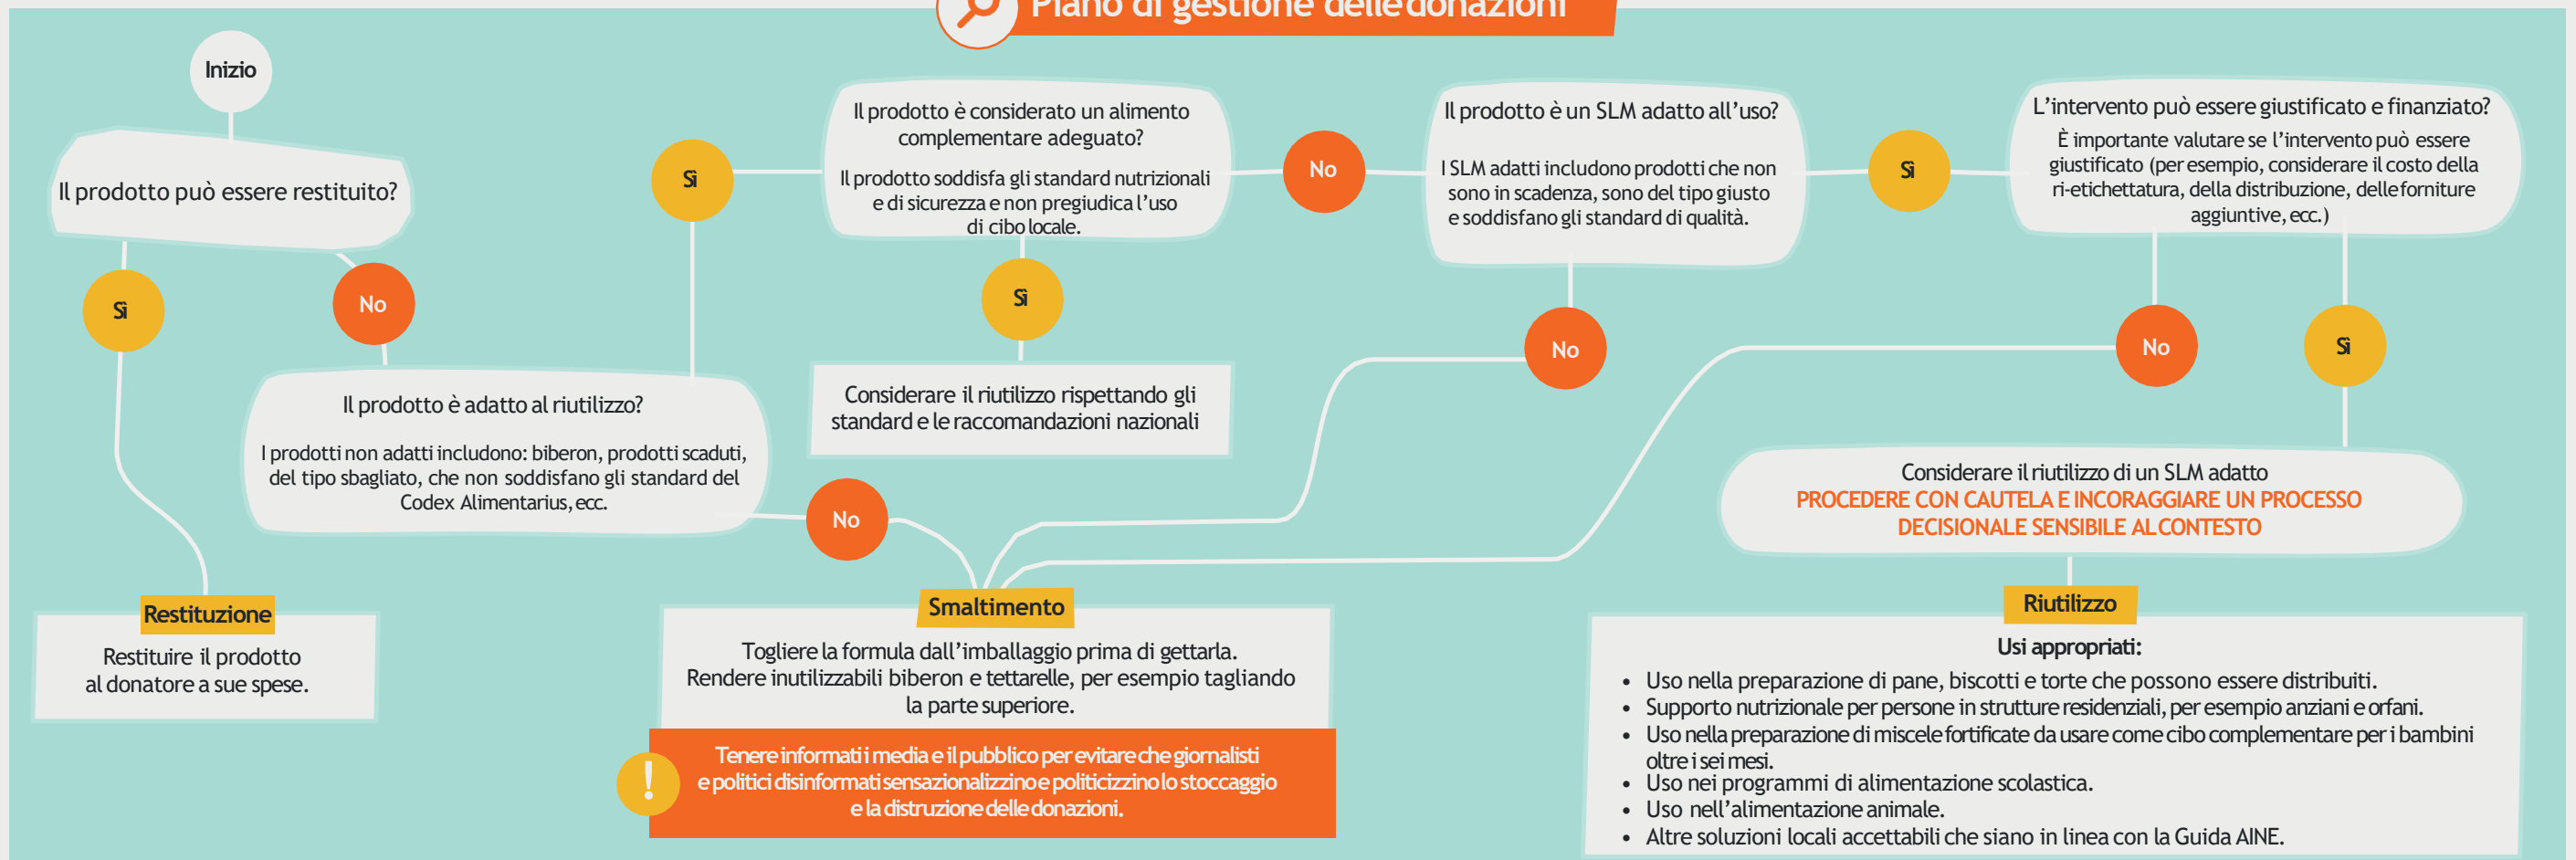 Piano di gestione delle donazioni
Inizio
Il prodotto può essere restituito?
Sì
No
Il prodotto è adatto al riutilizzo?
I prodotti non adatti includono: biberon, prodotti scaduti,
del tipo sbagliato, che non soddisfano gli standard del
Codex Alimentarius, ecc.
Sì
No
Il prodotto è considerato un alimento
complementare adeguato?
Il prodotto soddisfa gli standard nutrizionali
e di sicurezza e non pregiudica l’uso
di cibo locale.
Sì
No
Considerare il riutilizzo rispettando gli
standard e le raccomandazioni nazionali
Il prodotto è un SLM adatto all’uso?
I SLM adatti includono prodotti che non
sono in scadenza, sono del tipo giusto
e soddisfano gli standard di qualità.
Sì
No
L’intervento può essere giustificato e finanziato?
È importante valutare se l’intervento può essere
giustificato (per esempio, considerare il costo della
ri-etichettatura, della distribuzione, delle forniture
aggiuntive, ecc.)
No
Sì
Considerare il riutilizzo di un SLM adatto
PROCEDERE CON CAUTELA E INCORAGGIARE UN PROCESSO
DECISIONALE SENSIBILE AL CONTESTO
Restituzione
Restituire il prodotto
al donatore a sue spese.
Smaltimento
Togliere la formula dall’imballaggio prima di gettarla.
Rendere inutilizzabili biberon e tettarelle, per esempio tagliando
la parte superiore.
!
Tenere informati i media e il pubblico per evitare che giornalisti
e politici disinformati sensazionalizzino e politicizzino lo stoccaggio
e la distruzione delle donazioni.
Riutilizzo
Usi appropriati:
• Uso nella preparazione di pane, biscotti e torte che possono essere distribuiti.
• Supporto nutrizionale per persone in strutture residenziali, per esempio anziani e orfani.
• Uso nella preparazione di miscele fortificate da usare come cibo complementare per i bambini
oltre i sei mesi.
• Uso nei programmi di alimentazione scolastica.
• Uso nell’alimentazione animale.
• Altre soluzioni locali accettabili che siano in linea con la Guida AINE.